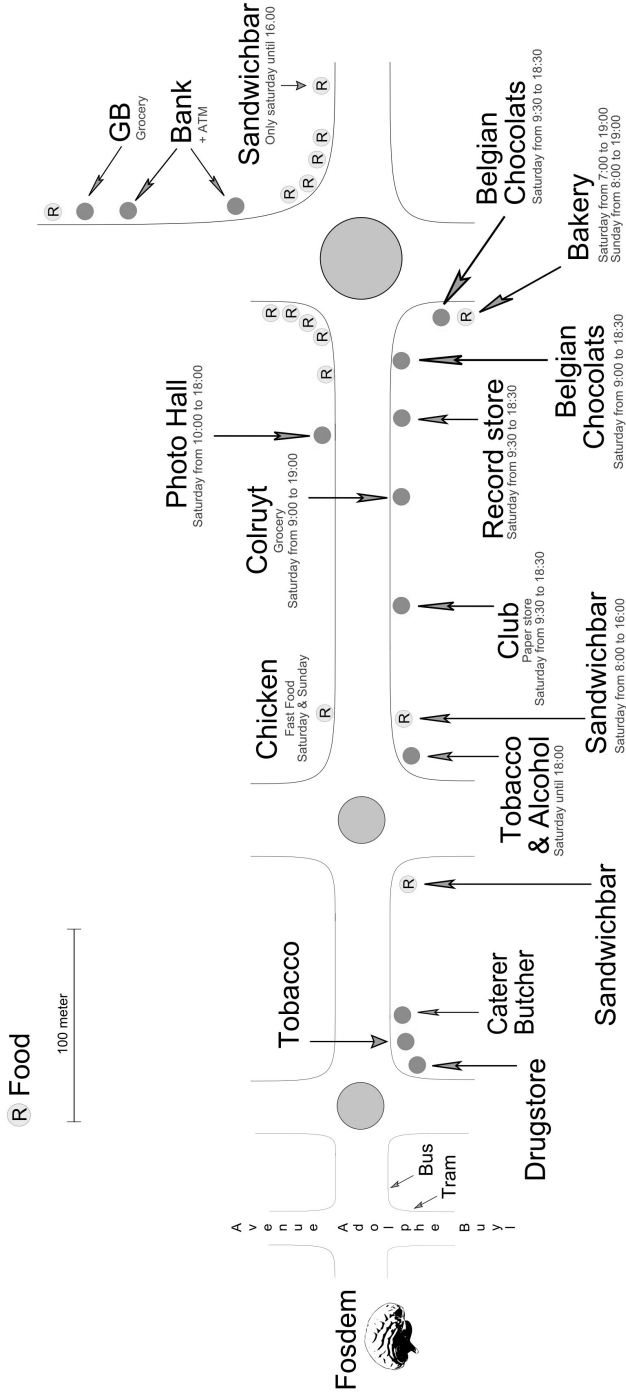 R Food
100 meter
Fosdem
Avenue Adolphe Buyl
Bus
Tram
Drugstore
Tobacco
Caterer
Butcher
Sandwichbar
R
Tobacco
& Alcohol
Saturday until 18:00
Chicken
Fast Food
Saturday & Sunday
R
R
Sandwichbar
Saturday from 8:00 to 16:00
Club
Paper store
Saturday from 9:30 to 18:30
Colruyt
Grocery
Saturday from 9:00 to 19:00
Photo Hall
Saturday from 10:00 to 18:00
Record store
Saturday from 9:30 to 18:30
Belgian
Chocolats
Saturday from 9:00 to 18:30
R
R
R
R
R
Belgian
Chocolats
Saturday from 9:30 to 18:30
R
Bakery
Saturday from 7:00 to 19:00
Sunday from 8:00 to 19:00
R
GB
Grocery
Bank
+ ATM
R
R
R
R
Sandwichbar
Only saturday until 16.00
R